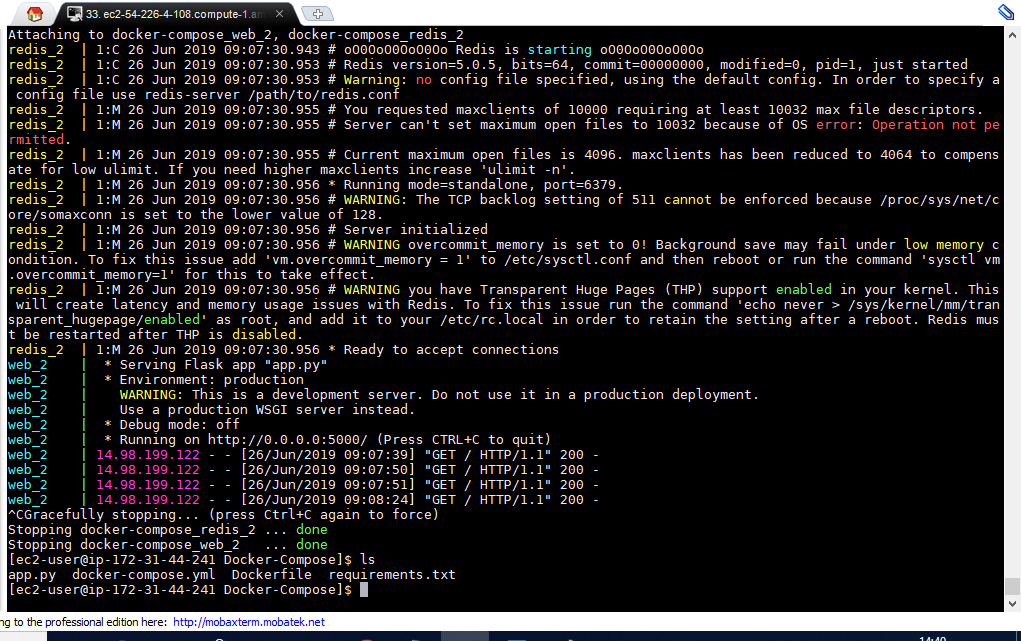 33. ec2-54-226-4-108.compute-1.am
Attaching to docker-compose_web_2, docker-compose_redis_2
redis_2  | 1:C 26 Jun 2019 09:07:30.943 # oO0OoO0OoO0Oo Redis is starting oO0OoO0OoO0Oo
redis_2  | 1:C 26 Jun 2019 09:07:30.953 # Redis version=5.0.5, bits=64, commit=00000000, modified=0, pid=1, just started
redis_2  | 1:C 26 Jun 2019 09:07:30.953 # Warning: no config file specified, using the default config. In order to specify a
 config file use redis-server /path/to/redis.conf
redis_2  | 1:M 26 Jun 2019 09:07:30.955 # You requested maxclients of 10000 requiring at least 10032 max file descriptors.
redis_2  | 1:M 26 Jun 2019 09:07:30.955 # Server can't set maximum open files to 10032 because of OS error: Operation not pe
rmitted.
redis_2  | 1:M 26 Jun 2019 09:07:30.955 # Current maximum open files is 4096. maxclients has been reduced to 4064 to compens
ate for low ulimit. If you need higher maxclients increase 'ulimit -n'.
redis_2  | 1:M 26 Jun 2019 09:07:30.956 * Running mode=standalone, port=6379.
redis_2  | 1:M 26 Jun 2019 09:07:30.956 # WARNING: The TCP backlog setting of 511 cannot be enforced because /proc/sys/net/c
ore/somaxconn is set to the lower value of 128.
redis_2  | 1:M 26 Jun 2019 09:07:30.956 # Server initialized
redis_2  | 1:M 26 Jun 2019 09:07:30.956 # WARNING overcommit_memory is set to 0! Background save may fail under low memory c
ondition. To fix this issue add 'vm.overcommit_memory = 1' to /etc/sysctl.conf and then reboot or run the command 'sysctl vm
.overcommit_memory=1' for this to take effect.
redis_2  | 1:M 26 Jun 2019 09:07:30.956 # WARNING you have Transparent Huge Pages (THP) support enabled in your kernel. This
 will create latency and memory usage issues with Redis. To fix this issue run the command 'echo never > /sys/kernel/mm/tran
sparent_hugepage/enabled' as root, and add it to your /etc/rc.local in order to retain the setting after a reboot. Redis mus
t be restarted after THP is disabled.
redis_2  | 1:M 26 Jun 2019 09:07:30.956 * Ready to accept connections
web_2    |  * Serving Flask app "app.py"
web_2    |  * Environment: production
web_2    |    WARNING: This is a development server. Do not use it in a production deployment.
web_2    |    Use a production WSGI server instead.
web_2    |  * Debug mode: off
web_2    |  * Running on http://0.0.0.0:5000/ (Press CTRL+C to quit)
web_2    | 14.98.199.122 - - [26/Jun/2019 09:07:39] "GET / HTTP/1.1" 200 -
web_2    | 14.98.199.122 - - [26/Jun/2019 09:07:50] "GET / HTTP/1.1" 200 -
web_2    | 14.98.199.122 - - [26/Jun/2019 09:07:51] "GET / HTTP/1.1" 200 -
web_2    | 14.98.199.122 - - [26/Jun/2019 09:08:24] "GET / HTTP/1.1" 200 -
^CGracefully stopping... (press Ctrl+C again to force)
Stopping docker-compose_redis_2 ... done
Stopping docker-compose_web_2   ... done
[ec2-user@ip-172-31-44-241 Docker-Compose]$ ls
app.py  docker-compose.yml  Dockerfile  requirements.txt
[ec2-user@ip-172-31-44-241 Docker-Compose]$
ng to the professional edition here:  http://mobaxterm.mobatek.net